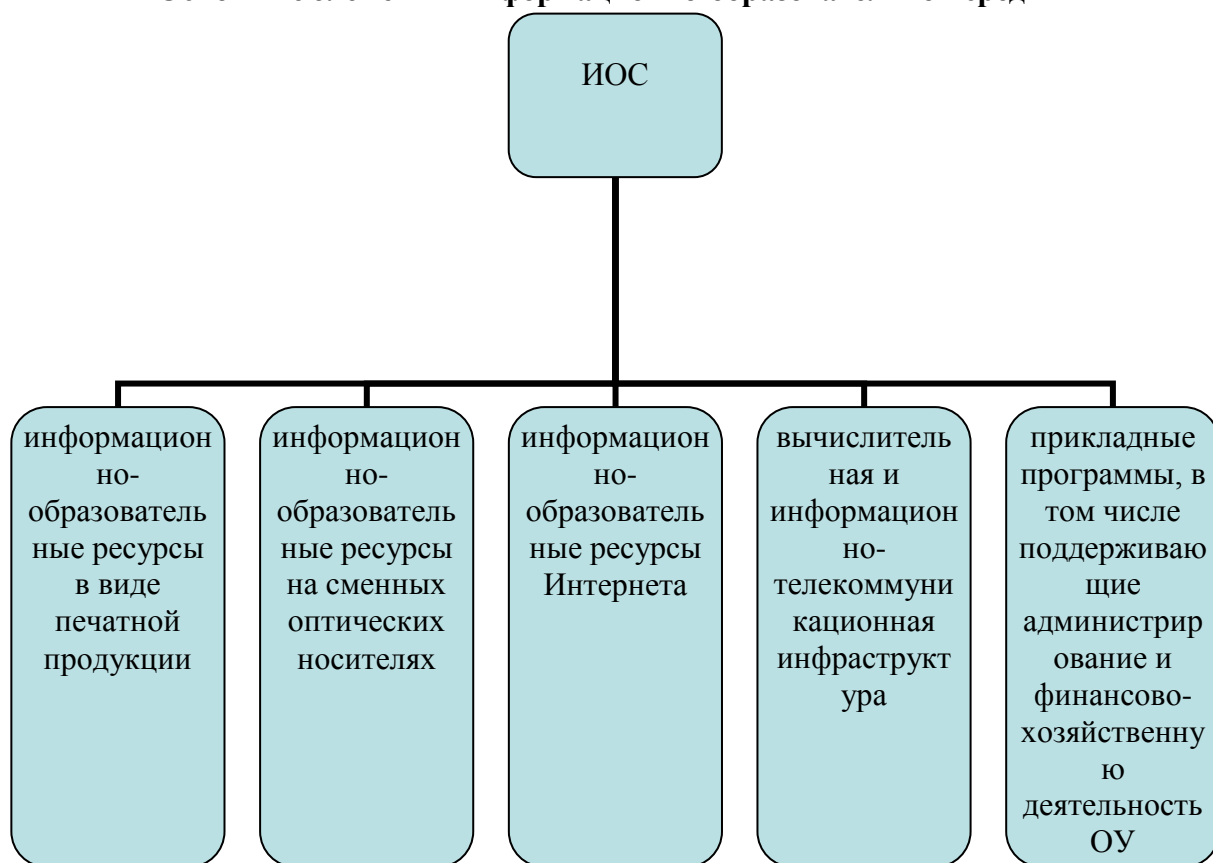 ИОС
информацион
но-
образователь
ные ресурсы
в виде
печатной
продукции
информацион
но-
образователь
ные ресурсы
на сменных
оптических
носителях
информацион
но-
образователь
ные ресурсы
Интернета
вычислитель
ная и
информацион
но-
телекоммуни
кационная
инфраструкт
ура
прикладные
программы, в
том числе
поддерживаю
щие
администрир
ование и
финансово-
хозяйственну
ю
деятельность
ОУ